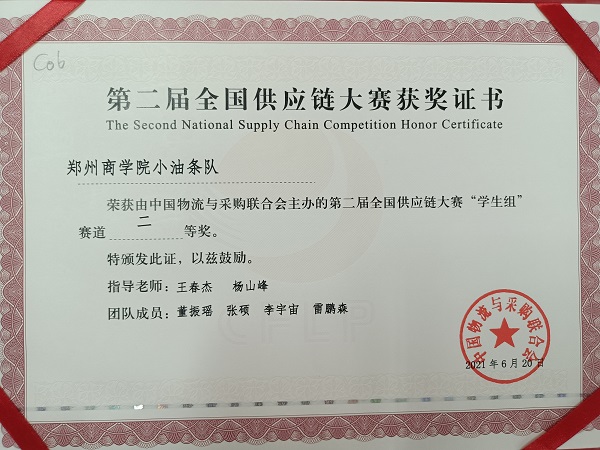 Cob
第二届全国供应链大赛获奖证书
The Second National Supply Chain Competition Honor Certificate
郑州商学院小油条队
荣获由中国物流与采购联合会主办的第二届全国供应链大赛“学生组”
赛道二等奖。
特颁发此证，以兹鼓励。
指导老师：王春杰 杨山峰
团队成员：董振瑶 张硕 李宇宙 雷鹏森
中国物流与采购联合会
2021年6月20日